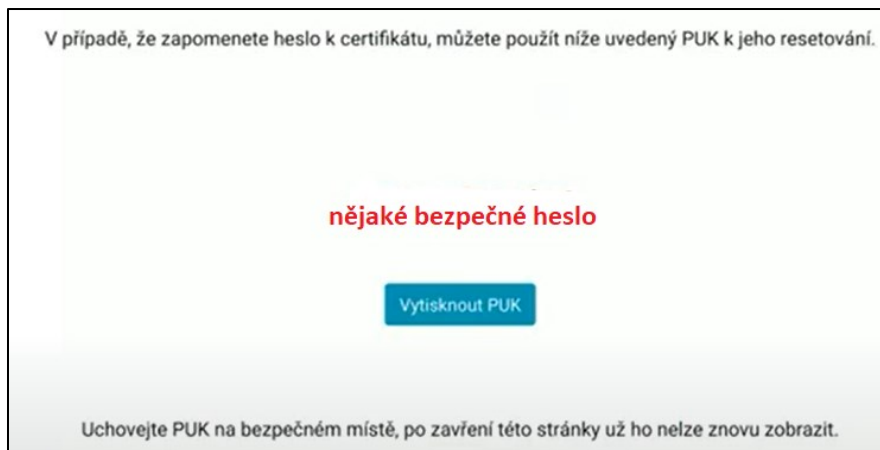 V případě, že zapomenete heslo k certifikátu, můžete použít níže uvedený PUK k jeho resetování.
nějaké bezpečné heslo
Vytisknout PUK
Uchovejte PUK na bezpečném místě, po zavření této stránky už ho nelze znovu zobrazit.